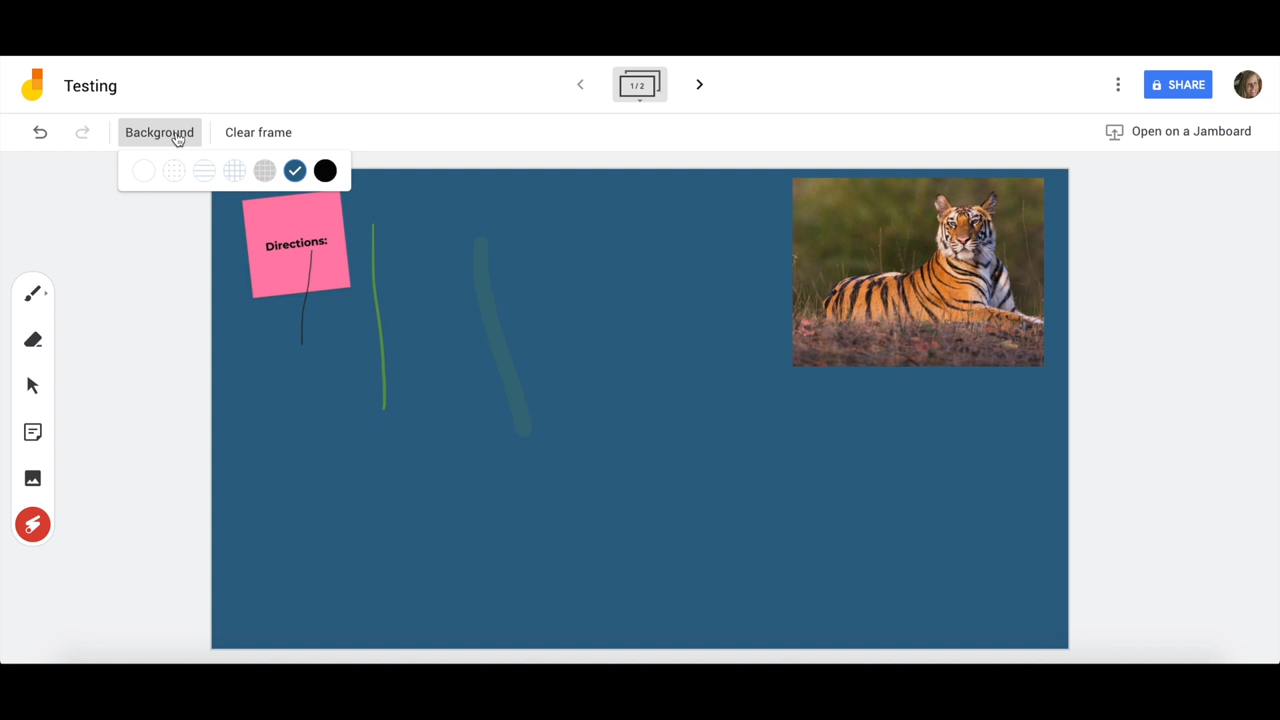 Testing
1/2
SHARE
Background
Clear frame
Open on a Jamboard
Directions: